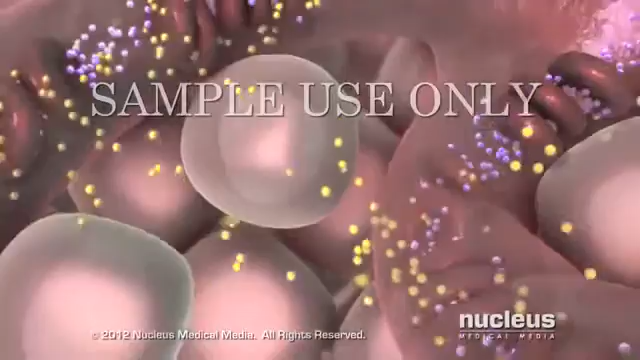 SAMPLE USE ONLY
© 2012 Nucleus Medical Media. All Rights Reserved.
nucleus
MEDICAL MEDIA